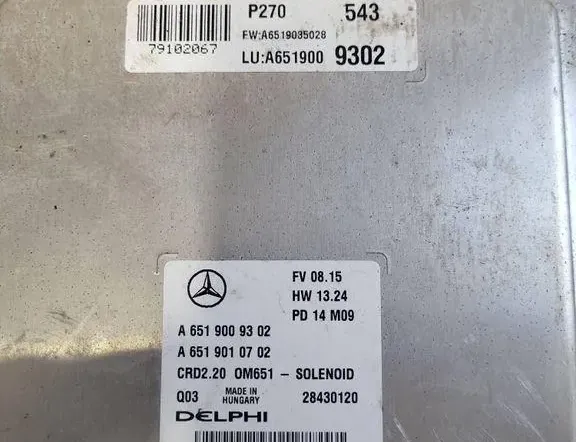 P270 543
F.W:A6519035028
79102067
LU:A651900 9302
FV 08.15
HW 13.24
PD 14 M09
A 651 900 93 02
A 651 901 07 02
CRD2.20 OM651 – SOLENOID
Q03 MADE IN HUNGARY 28430120
DELPHI